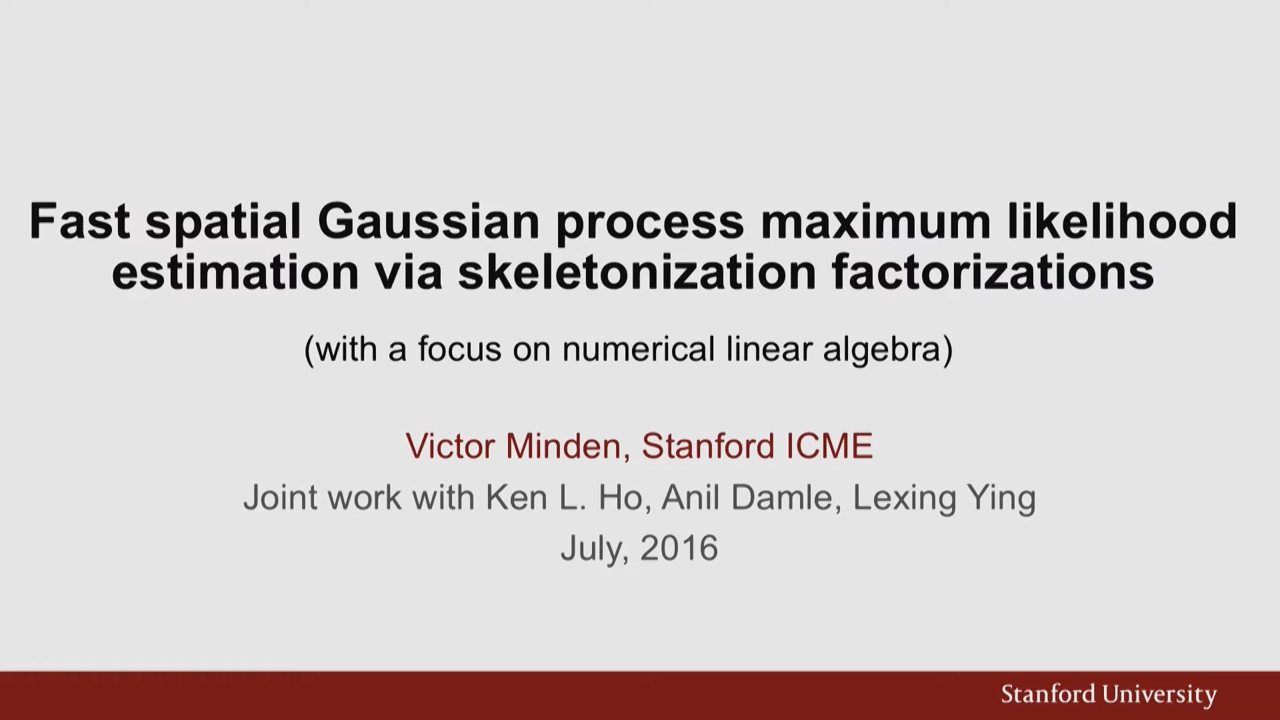 Fast spatial Gaussian process maximum likelihood
estimation via skeletonization factorizations
(with a focus on numerical linear algebra)
Victor Minden, Stanford ICME
Joint work with Ken L. Ho, Anil Damle, Lexing Ying
July, 2016
Stanford University